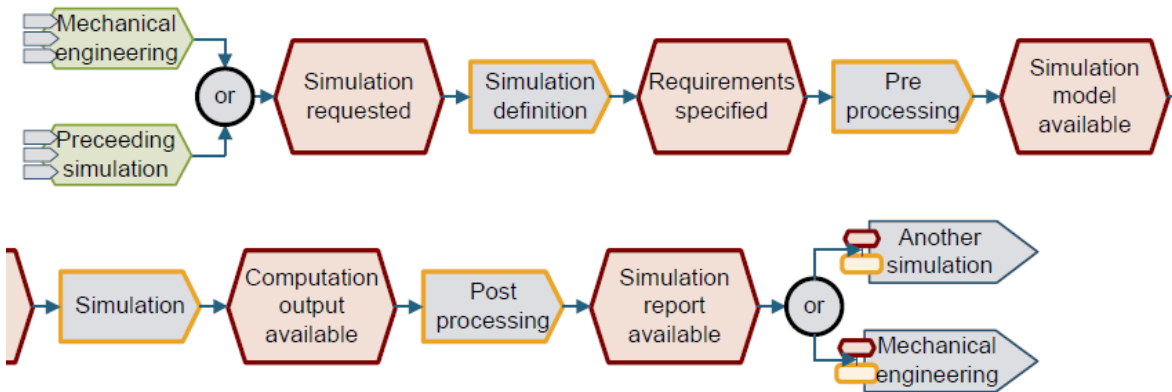 Mechanical
engineering
or
Preceeding
simulation
Simulation
requested
Simulation
definition
Requirements
specified
Pre
processing
Simulation
model
available
Simulation
Computation
output
available
Post
processing
Simulation
report
available
or
Another
simulation
Mechanical
engineering